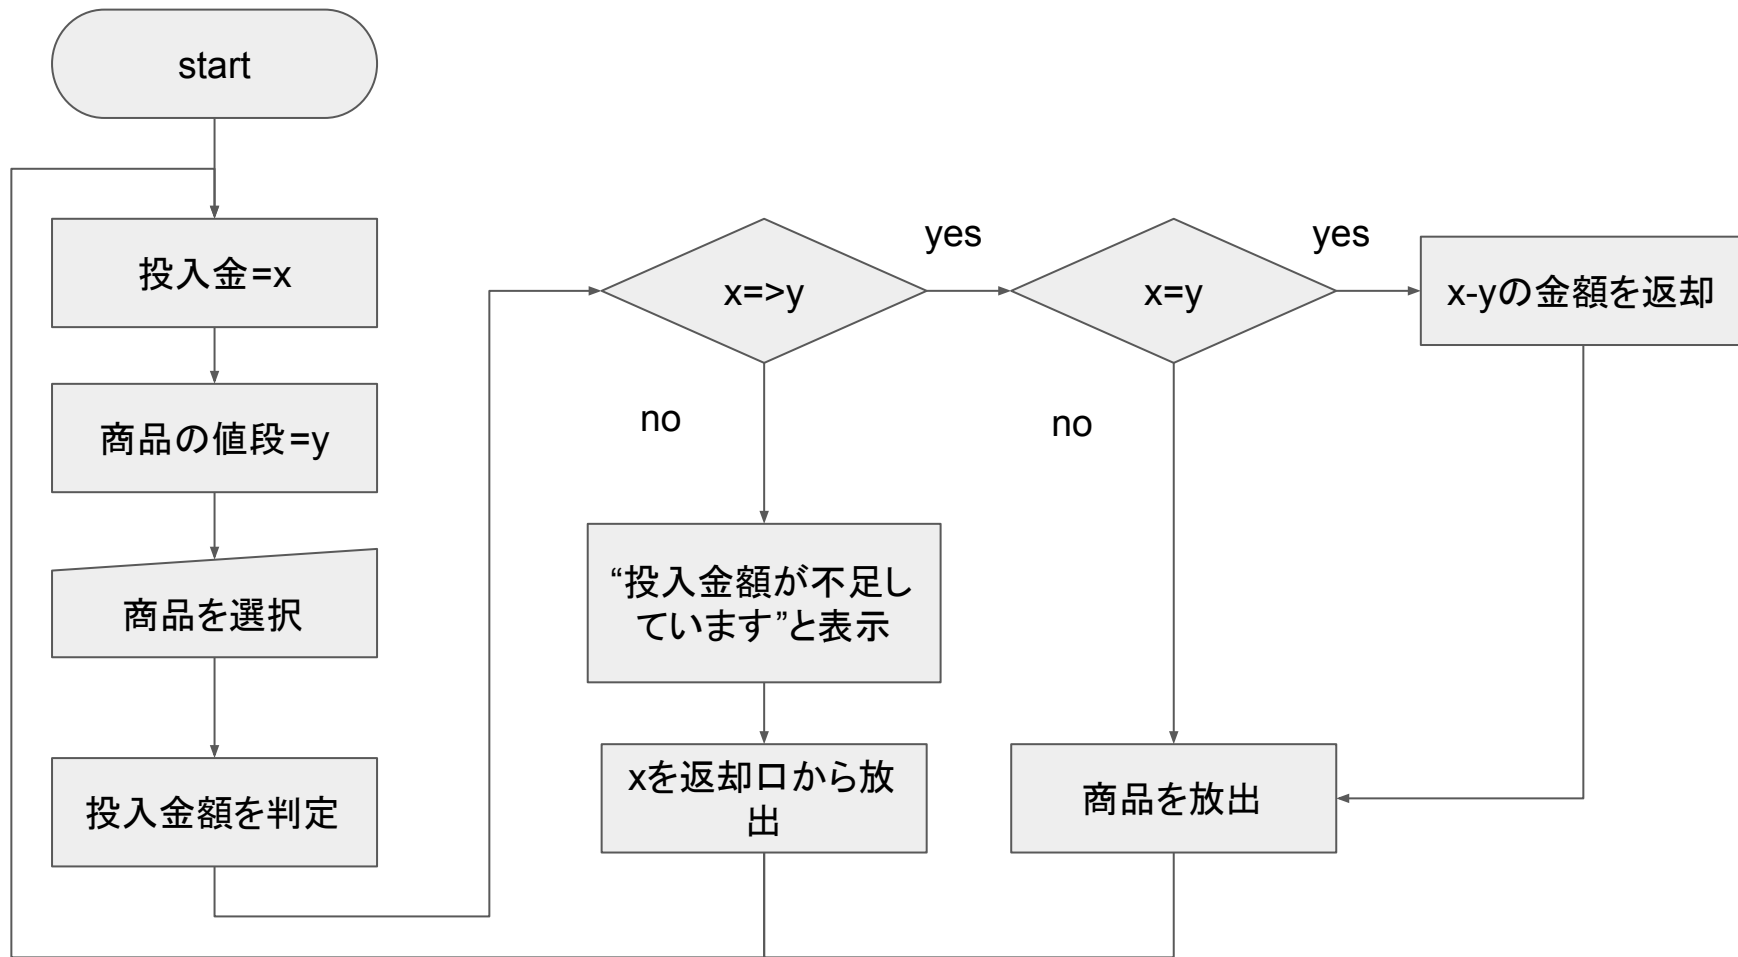 start
投入金=x
商品の値段=y
商品を選択
投入金額を判定
x=>y
yes
no
“投入金額が不足し
ています”と表示
xを返却口から放
出
x=y
yes
no
x-yの金額を返却
商品を放出